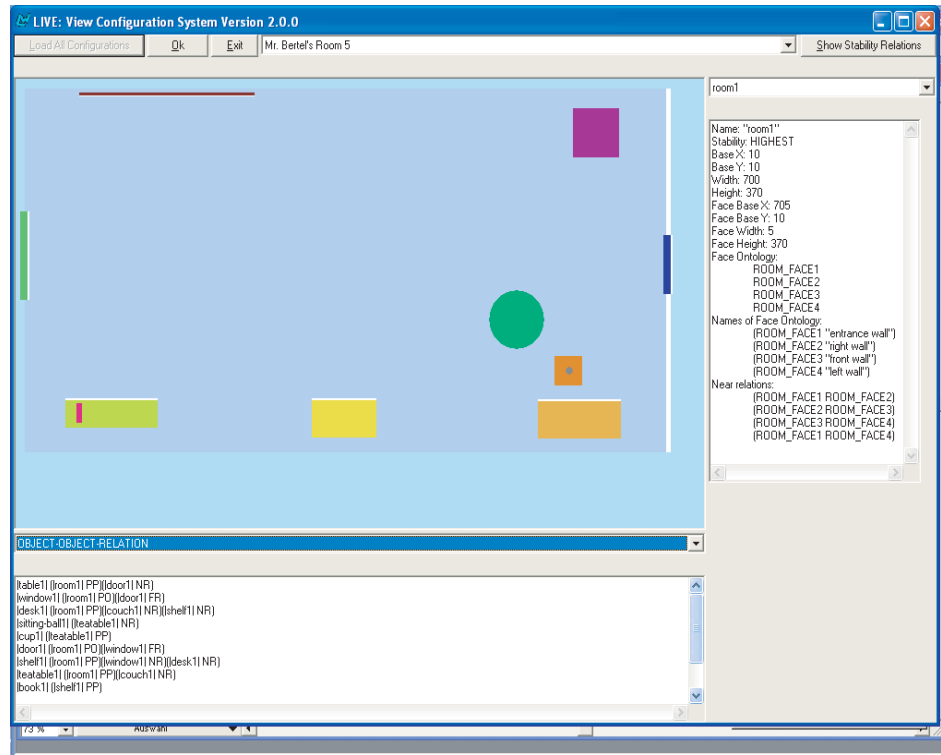 LIVE: View Configuration System Version 2.0.0
Load All Configurations Ok Exit Mr. Bertel's Room 5 Show Stability Relations
room1
Name: "room1"
Stability: HIGHEST
Base X: 10
Base Y: 10
Width: 700
Height: 370
Face Base X: 705
Face Base Y: 10
Face Width: 5
Face Height: 370
Face Ontology:
ROOM_FACE1
ROOM_FACE2
ROOM_FACE3
ROOM_FACE4
Names of Face Ontology:
(ROOM_FACE1 "entrance wall")
(ROOM_FACE2 "right wall")
(ROOM_FACE3 "front wall")
(ROOM_FACE4 "left wall")
Near relations:
(ROOM_FACE1 ROOM_FACE2)
(ROOM_FACE2 ROOM_FACE3)
(ROOM_FACE3 ROOM_FACE4)
(ROOM_FACE1 ROOM_FACE4)
OBJECT-OBJECT-RELATION
|table1| (|room1| PP)(|door1| NR)
|window1| (|room1| PO)(|door1| FR)
|desk1| (|room1| PP)(|couch1| NR)(|shelf1| NR)
|sitting-ball1| (|teatable1| NR)
|cup1| (|teatable1| PP)
|door1| (|room1| PO)(|window1| FR)
|shelf1| (|room1| PP)(|window1| NR)(|desk1| NR)
|teatable1| (|room1| PP)(|couch1| NR)
|book1| (|shelf1| PP)
73 % Auswahl